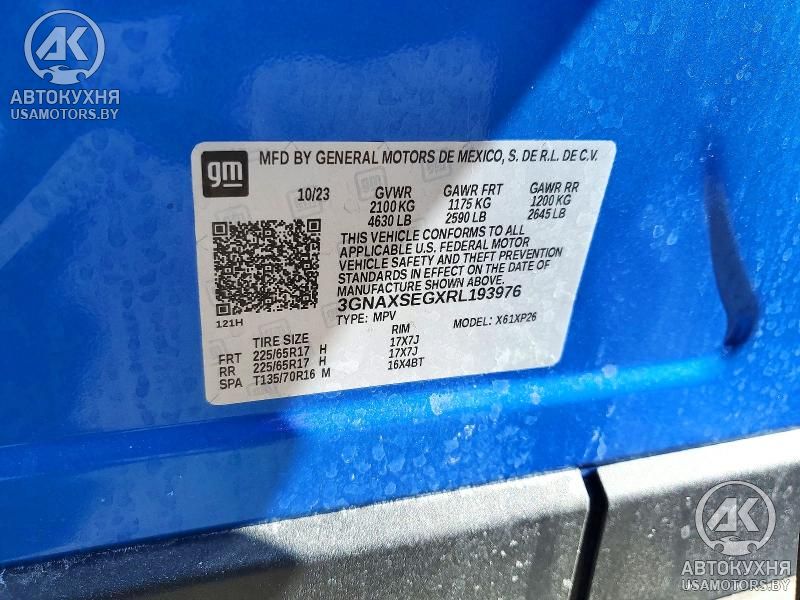 AK
АВТОКУХНЯ
USAMOTORS.BY
gm
MFD BY GENERAL MOTORS DE MEXICO, S. DE R.L. DE C.V.
10/23 GVWR GAWR FRT GAWR RR
2100 KG 1175 KG 1200 KG
4630 LB 2590 LB 2645 LB
THIS VEHICLE CONFORMS TO ALL
APPLICABLE U.S. FEDERAL MOTOR
VEHICLE SAFETY AND THEFT PREVENTION
STANDARDS IN EFFECT ON THE DATE OF
MANUFACTURE SHOWN ABOVE.
3GNAXSEGXRL193976
121H
TYPE: MPV MODEL: X61XP26
TIRE SIZE RIM
FRT 225/65R17 H 17X7J
RR 225/65R17 H 17X7J
SPA T135/70R16 M 16X4BT
AK
АВТОКУХНЯ
USAMOTORS.BY